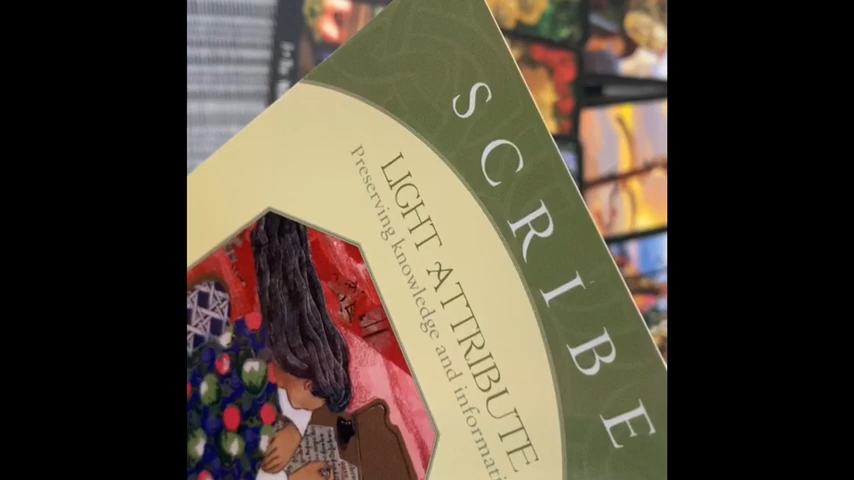 SCRIBE
LIGHT ATTRIBUTE
Preserving knowledge and informati